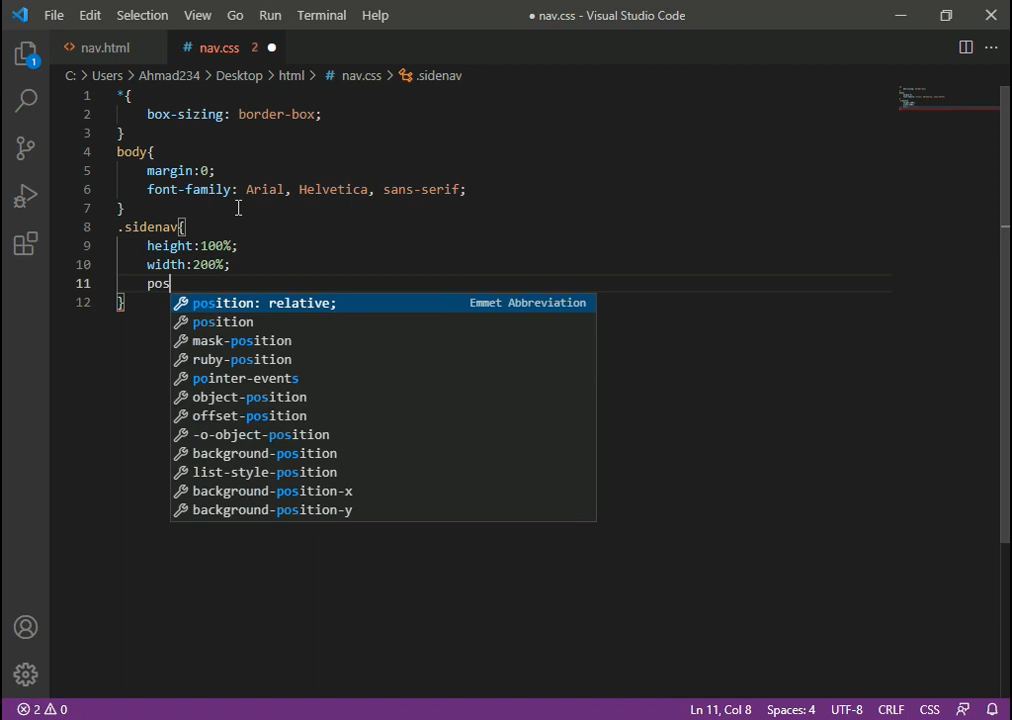 File Edit Selection View Go Run Terminal Help ● nav.css - Visual Studio Code
<> nav.html # nav.css 2 ●
C: > Users > Ahmad234 > Desktop > html > # nav.css > .sidenav
1 *{
2 box-sizing: border-box;
3 }
4 body{
5 margin:0;
6 font-family: Arial, Helvetica, sans-serif;
7 }
8 .sidenav{
9 height:100%;
10 width:200%;
11 pos
12 }
position: relative; Emmet Abbreviation
position
mask-position
ruby-position
pointer-events
object-position
offset-position
-o-object-position
background-position
list-style-position
background-position-x
background-position-y
1
2 0 Ln 11, Col 8 Spaces: 4 UTF-8 CRLF CSS